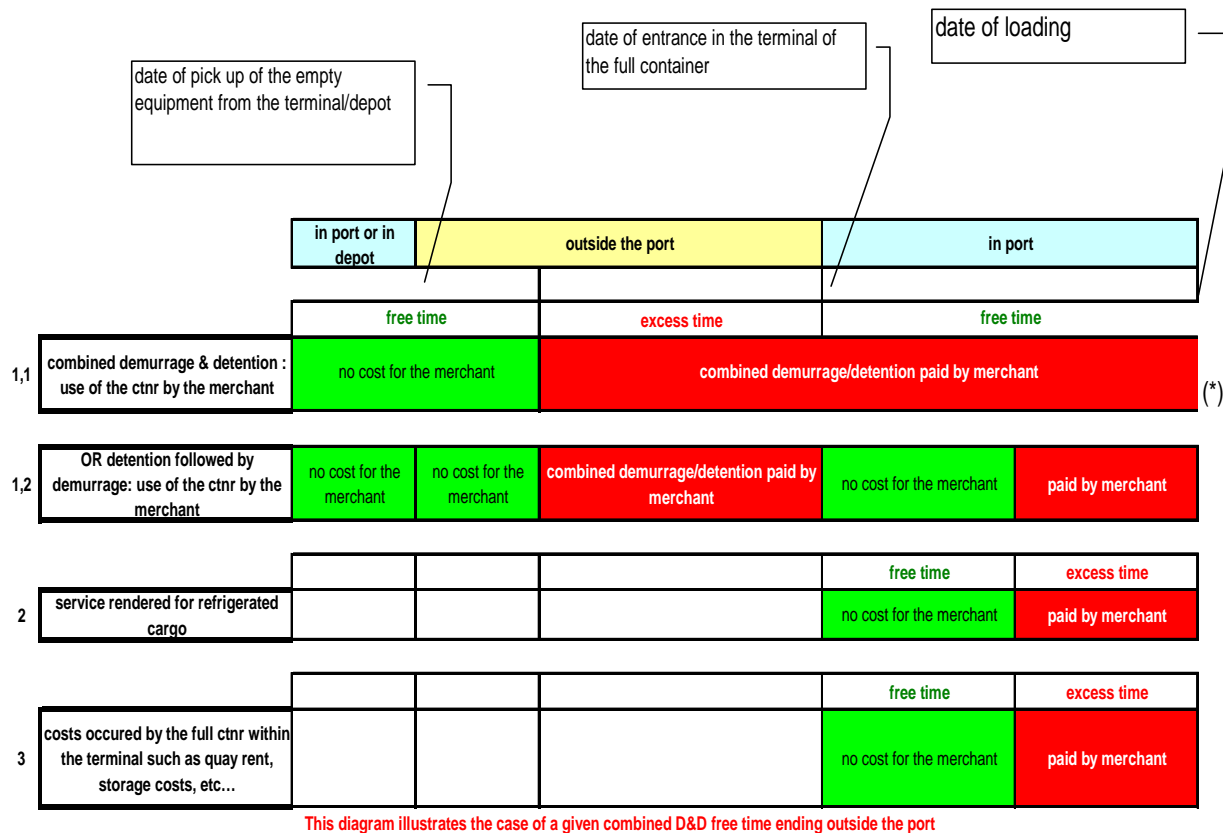 date of loading
date of entrance in the terminal of
the full container
date of pick up of the empty
equipment from the terminal/depot
in port or in
depot
outside the port
in port
free time
excess time
free time
1,1
combined demurrage & detention :
use of the ctnr by the merchant
no cost for the merchant
combined demurrage/detention paid by merchant
(*)
1,2
OR detention followed by
demurrage: use of the ctnr by the
merchant
no cost for the
merchant
no cost for the
merchant
combined demurrage/detention paid by
merchant
no cost for the merchant
paid by merchant
free time
excess time
2
service rendered for refrigerated
cargo
no cost for the merchant
paid by merchant
free time
excess time
3
costs occured by the full ctnr within
the terminal such as quay rent,
storage costs, etc…
no cost for the merchant
paid by merchant
This diagram illustrates the case of a given combined D&D free time ending outside the port